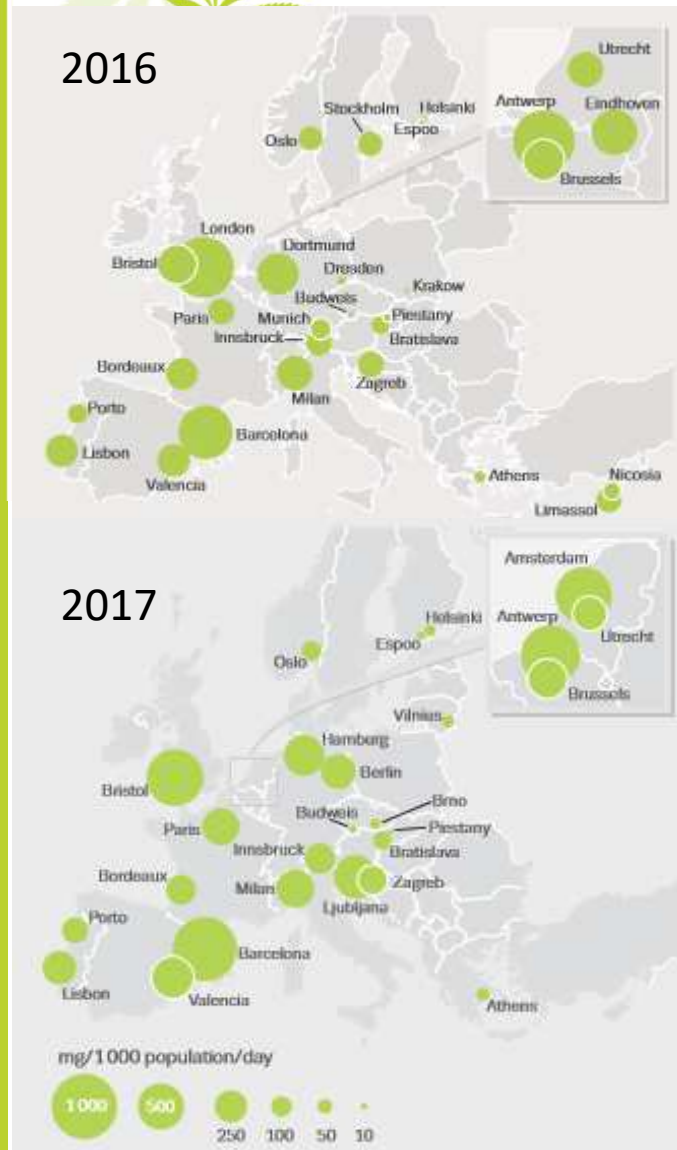 2016
Utrecht
Antwerp
Eindhoven
Brussels
Stockholm
Helsinki
Oslo
Espoo
London
Bristol
Dortmund
Dresden
Krakow
Budweis
Paris
Munich
Piestany
Innsbruck
Bratislava
Bordeaux
Milan
Zagreb
Porto
Barcelona
Lisbon
Valencia
Athens
Nicosia
Limassol
2017
Amsterdam
Antwerp
Utrecht
Brussels
Helsinki
Espoo
Oslo
Vilnius
Hamburg
Bristol
Berlin
Budweis
Brno
Paris
Piestany
Innsbruck
Bratislava
Bordeaux
Milan
Zagreb
Ljubljana
Porto
Barcelona
Lisbon
Valencia
Athens
mg/1000 population/day
1000 500
250 100 50 10